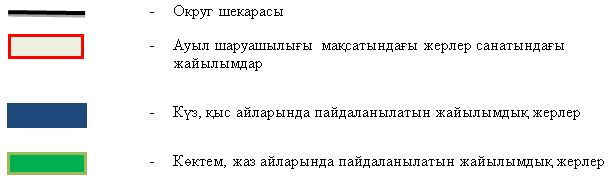 - Округ шекарасы
- Ауыл шаруашылығы мақсатындағы жерлер санатындағы
жайылымдар
- Күз, қыс айларында пайдаланылатын жайылымдық жерлер
- Көктем, жаз айларында пайдаланылатын жайылымдық жерлер